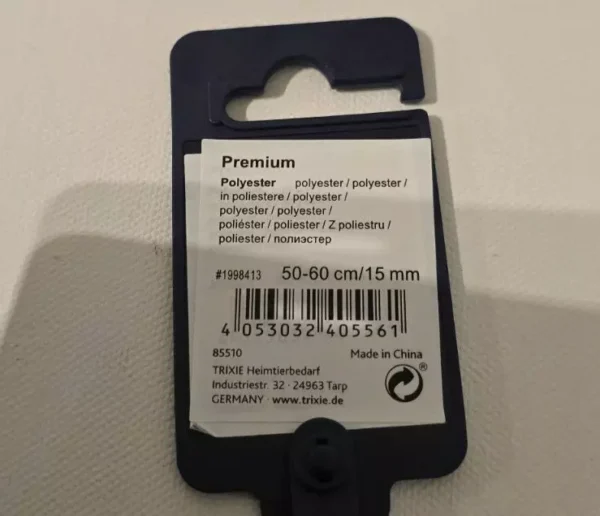 Premium
Polyester polyester / polyester /
in poliestere / polyester /
polyester / polyester /
poliéster / poliester / Z poliestru /
poliester / полиэстер
#1998413 50-60 cm/15 mm
4 053032 405561
85510 Made in China
TRIXIE Heimtierbedarf
Industriestr. 32 · 24963 Tarp
GERMANY · www.trixie.de
®